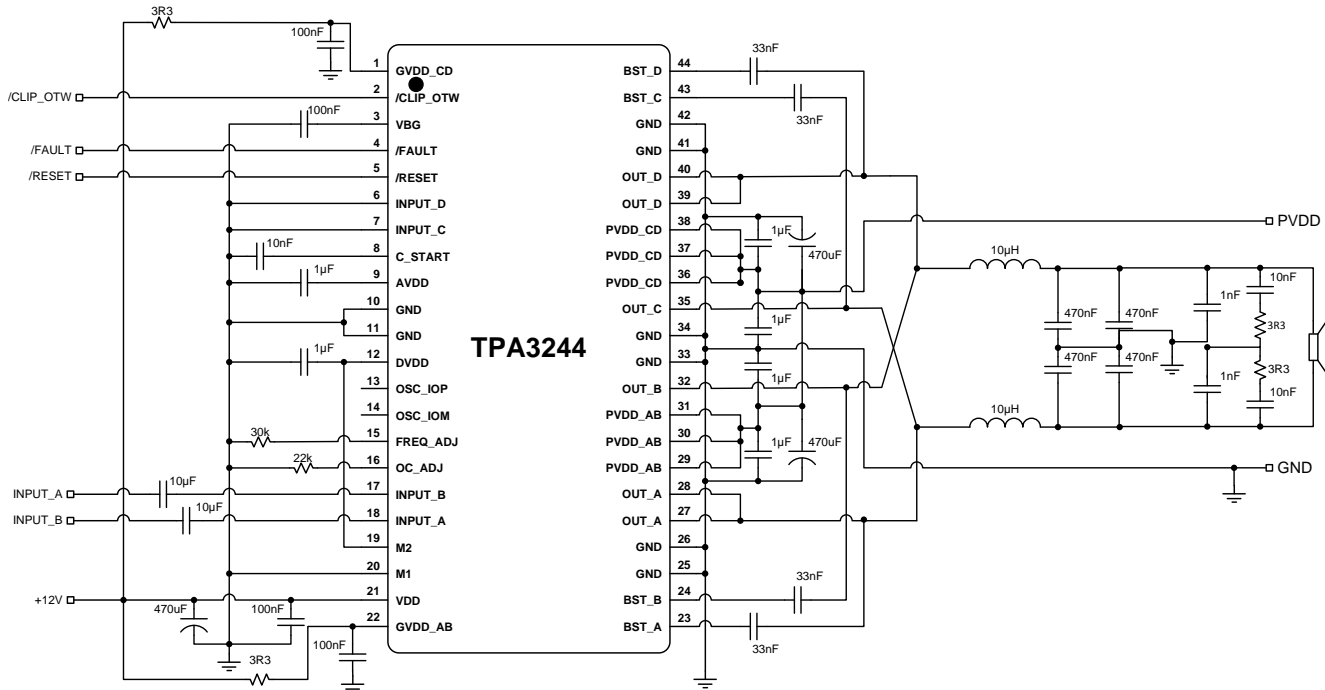 3R3
100nF
1 GVDD_CD
2 /CLIP_OTW
3 VBG
4 /FAULT
5 /RESET
6 INPUT_D
7 INPUT_C
8 C_START
9 AVDD
10 GND
11 GND
12 DVDD
13 OSC_IOP
14 OSC_IOM
15 FREQ_ADJ
16 OC_ADJ
17 INPUT_B
18 INPUT_A
19 M2
20 M1
21 VDD
22 GVDD_AB
/CLIP_OTW
100nF
/FAULT
/RESET
10nF
1µF
1µF
30k
22k
INPUT_A
10µF
INPUT_B
10µF
+12V
470uF
100nF
3R3
100nF
TPA3244
BST_D 44
BST_C 43
GND 42
GND 41
OUT_D 40
OUT_D 39
PVDD_CD 38
PVDD_CD 37
PVDD_CD 36
OUT_C 35
GND 34
GND 33
OUT_B 32
PVDD_AB 31
PVDD_AB 30
PVDD_AB 29
OUT_A 28
OUT_A 27
GND 26
GND 25
BST_B 24
BST_A 23
33nF
33nF
1µF
470uF
1µF
1µF
1µF
470uF
33nF
33nF
PVDD
10µH
470nF
470nF
1nF
10nF
3R3
470nF
470nF
1nF
3R3
10nF
10µH
GND